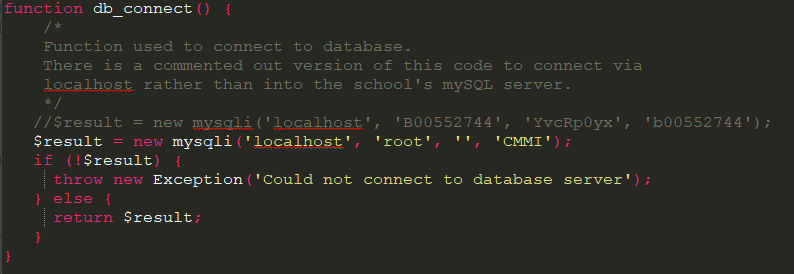 function db_connect() {
/*
Function used to connect to database.
There is a commented out version of this code to connect via
localhost rather than into the school's mySQL server.
*/
//$result = new mysqli('localhost', 'B00552744', 'YvcRp0yx', 'b00552744');
$result = new mysqli('localhost', 'root', '', 'CMMI');
if (!$result) {
throw new Exception('Could not connect to database server');
} else {
return $result;
}
}